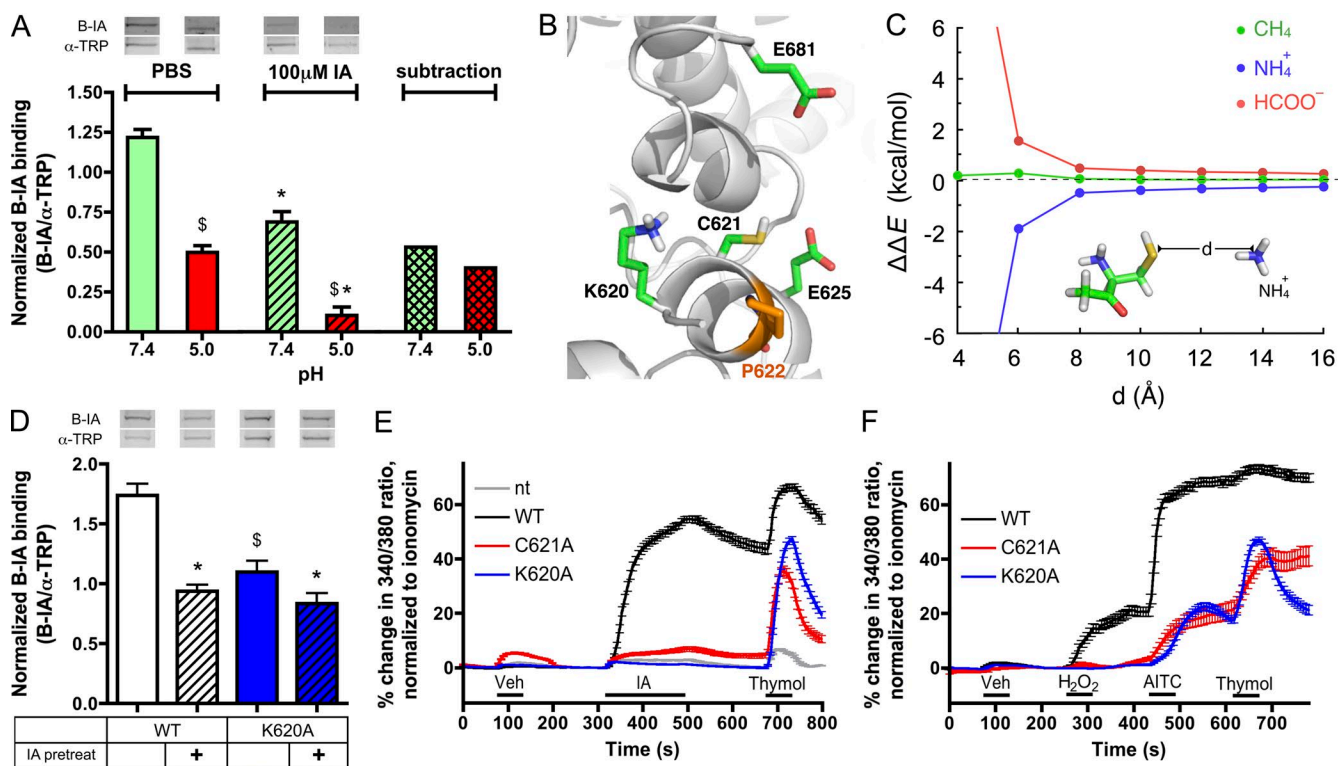 A
B-IA
α-TRP
PBS
100μM IA
subtraction
Normalized B-IA binding
(B-IA/α-TRP)
1.50
1.25
1.00
0.75
0.50
0.25
0.00
$
*
$ *
7.4 5.0 7.4 5.0 7.4 5.0
pH
B
E681
C621
K620
E625
P622
C
CH4
NH4+
HCOO−
ΔΔE (kcal/mol)
6
4
2
0
-2
-4
-6
d
NH4+
4 6 8 10 12 14 16
d (Å)
D
B-IA
α-TRP
Normalized B-IA binding
(B-IA/α-TRP)
2.0
1.5
1.0
0.5
0.0
*
$
*
WT K620A
IA pretreat + +
E
% change in 340/380 ratio,
normalized to ionomycin
60
40
20
0
nt
WT
C621A
K620A
Veh IA Thymol
0 100 200 300 400 500 600 700 800
Time (s)
F
% change in 340/380 ratio,
normalized to ionomycin
60
40
20
0
WT
C621A
K620A
Veh H2O2 AITC Thymol
0 100 200 300 400 500 600 700
Time (s)